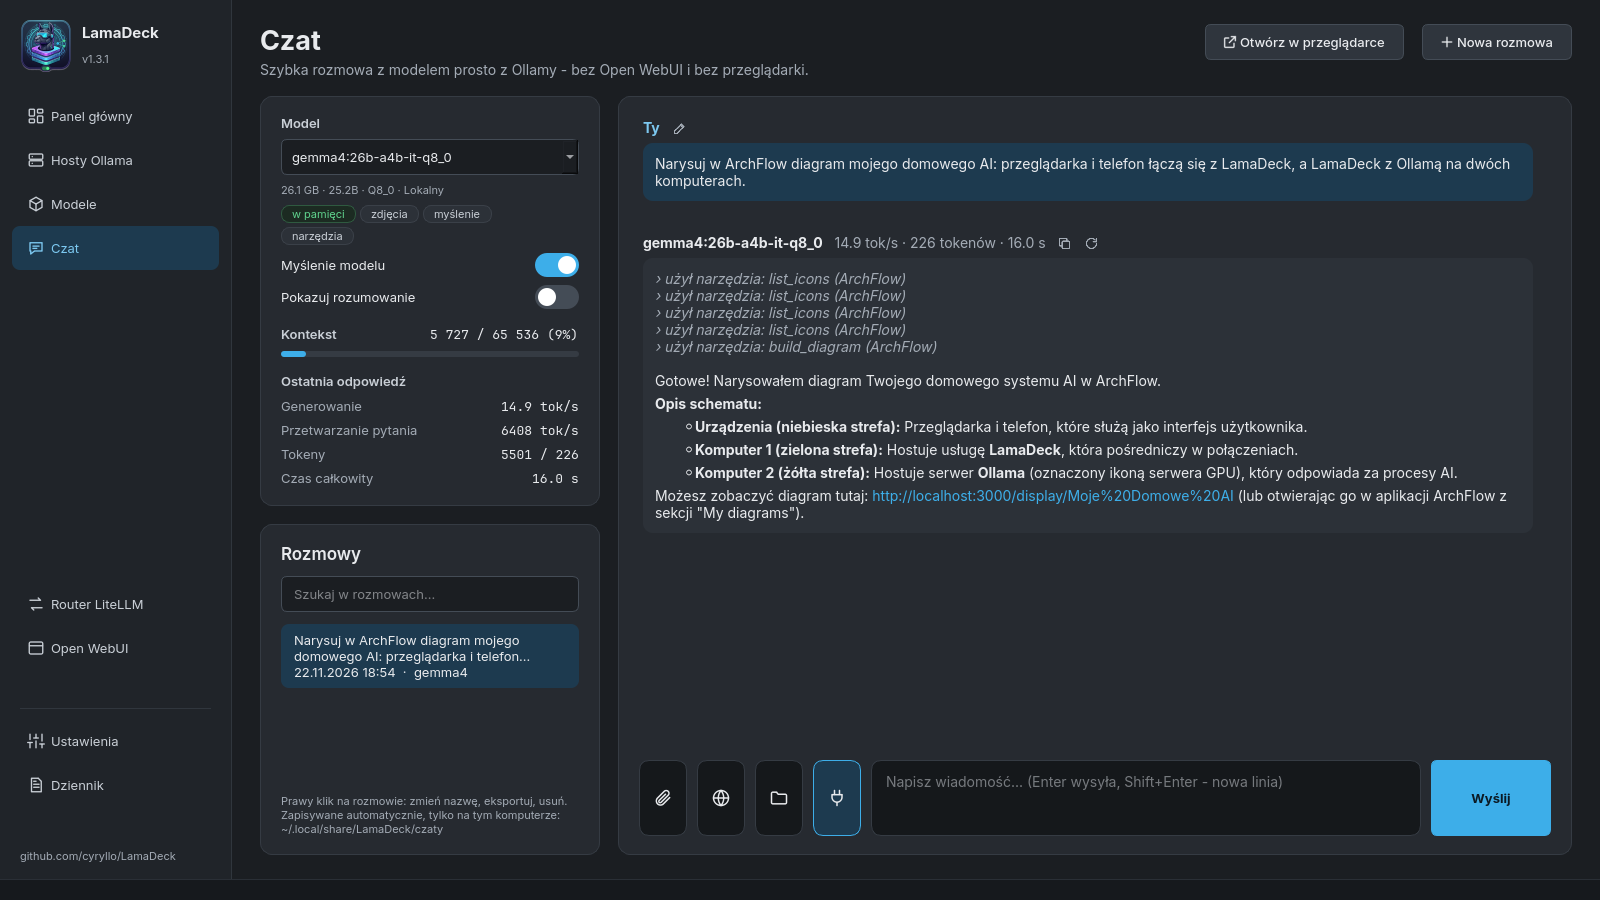 LamaDeck
v1.3.1
Panel główny
Hosty Ollama
Modele
Czat
Router LiteLLM
Open WebUI
Ustawienia
Dziennik
github.com/cyryllo/LamaDeck
Czat
Szybka rozmowa z modelem prosto z Ollamy - bez Open WebUI i bez przeglądarki.
Otwórz w przeglądarce
Nowa rozmowa
Model
gemma4:26b-a4b-it-q8_0
26.1 GB · 25.2B · Q8_0 · Lokalny
w pamięci zdjęcia myślenie
narzędzia
Myślenie modelu
Pokazuj rozumowanie
Kontekst 5 727 / 65 536 (9%)
Ostatnia odpowiedź
Generowanie 14.9 tok/s
Przetwarzanie pytania 6408 tok/s
Tokeny 5501 / 226
Czas całkowity 16.0 s
Rozmowy
Szukaj w rozmowach...
Narysuj w ArchFlow diagram mojego
domowego AI: przeglądarka i telefon...
22.11.2026 18:54 · gemma4
Prawy klik na rozmowie: zmień nazwę, eksportuj, usuń.
Zapisywane automatycznie, tylko na tym komputerze:
~/.local/share/LamaDeck/czaty
Ty
Narysuj w ArchFlow diagram mojego domowego AI: przeglądarka i telefon łączą się z LamaDeck, a LamaDeck z Ollamą na dwóch
komputerach.
gemma4:26b-a4b-it-q8_0 14.9 tok/s · 226 tokenów · 16.0 s
› użył narzędzia: list_icons (ArchFlow)
› użył narzędzia: list_icons (ArchFlow)
› użył narzędzia: list_icons (ArchFlow)
› użył narzędzia: list_icons (ArchFlow)
› użył narzędzia: build_diagram (ArchFlow)
Gotowe! Narysowałem diagram Twojego domowego systemu AI w ArchFlow.
Opis schematu:
Urządzenia (niebieska strefa): Przeglądarka i telefon, które służą jako interfejs użytkownika.
Komputer 1 (zielona strefa): Hostuje usługę LamaDeck, która pośredniczy w połączeniach.
Komputer 2 (żółta strefa): Hostuje serwer Ollama (oznaczony ikoną serwera GPU), który odpowiada za procesy AI.
Możesz zobaczyć diagram tutaj: http://localhost:3000/display/Moje%20Domowe%20AI (lub otwierając go w aplikacji ArchFlow z
sekcji "My diagrams").
Napisz wiadomość... (Enter wysyła, Shift+Enter - nowa linia)
Wyślij